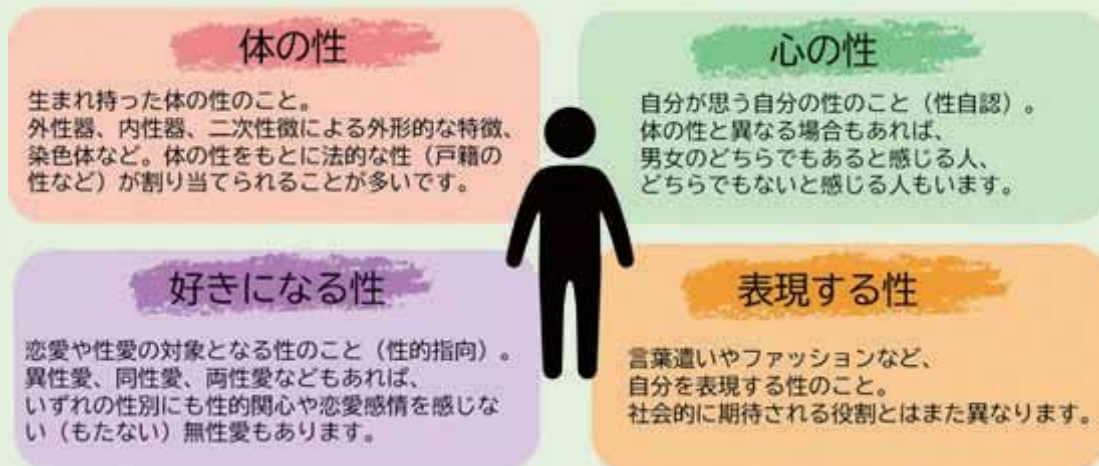 体の性
生まれ持った体の性のこと。
外性器、内性器、二次性徴による外形的な特徴、
染色体など。体の性をもとに法的な性（戸籍の
性など）が割り当てられることが多いです。
心の性
自分が思う自分の性のこと（性自認）。
体の性と異なる場合もあれば、
男女のどちらでもあると感じる人、
どちらでもないと感じる人もいます。
好きになる性
恋愛や性愛の対象となる性のこと（性的指向）。
異性愛、同性愛、両性愛などもあれば、
いずれの性別にも性的関心や恋愛感情を感じな
い（もたない）無性愛もあります。
表現する性
言葉遣いやファッションなど、
自分を表現する性のこと。
社会的に期待される役割とはまた異なります。